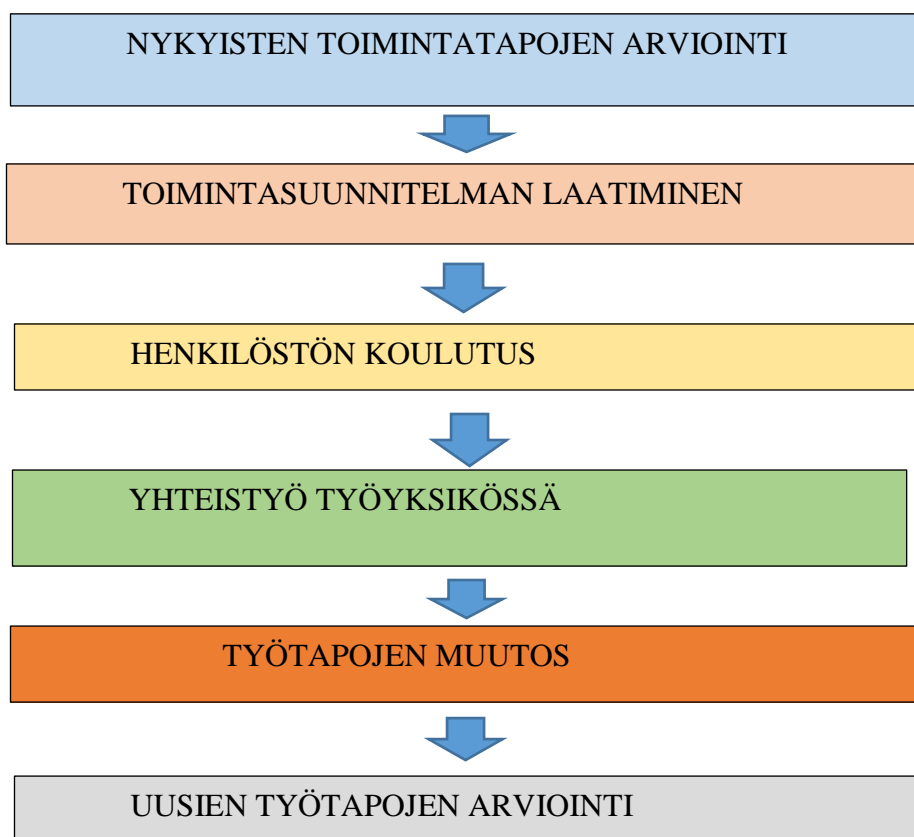 NYKYISTEN TOIMINTATAPOJEN ARVIOINTI
TOIMINTASUUNNITELMAN LAATIMINEN
HENKILÖSTÖN KOULUTUS
YHTEISTYÖ TYÖYKSIKÖSSÄ
TYÖTAPOJEN MUUTOS
UUSIEN TYÖTAPOJEN ARVIOINTI